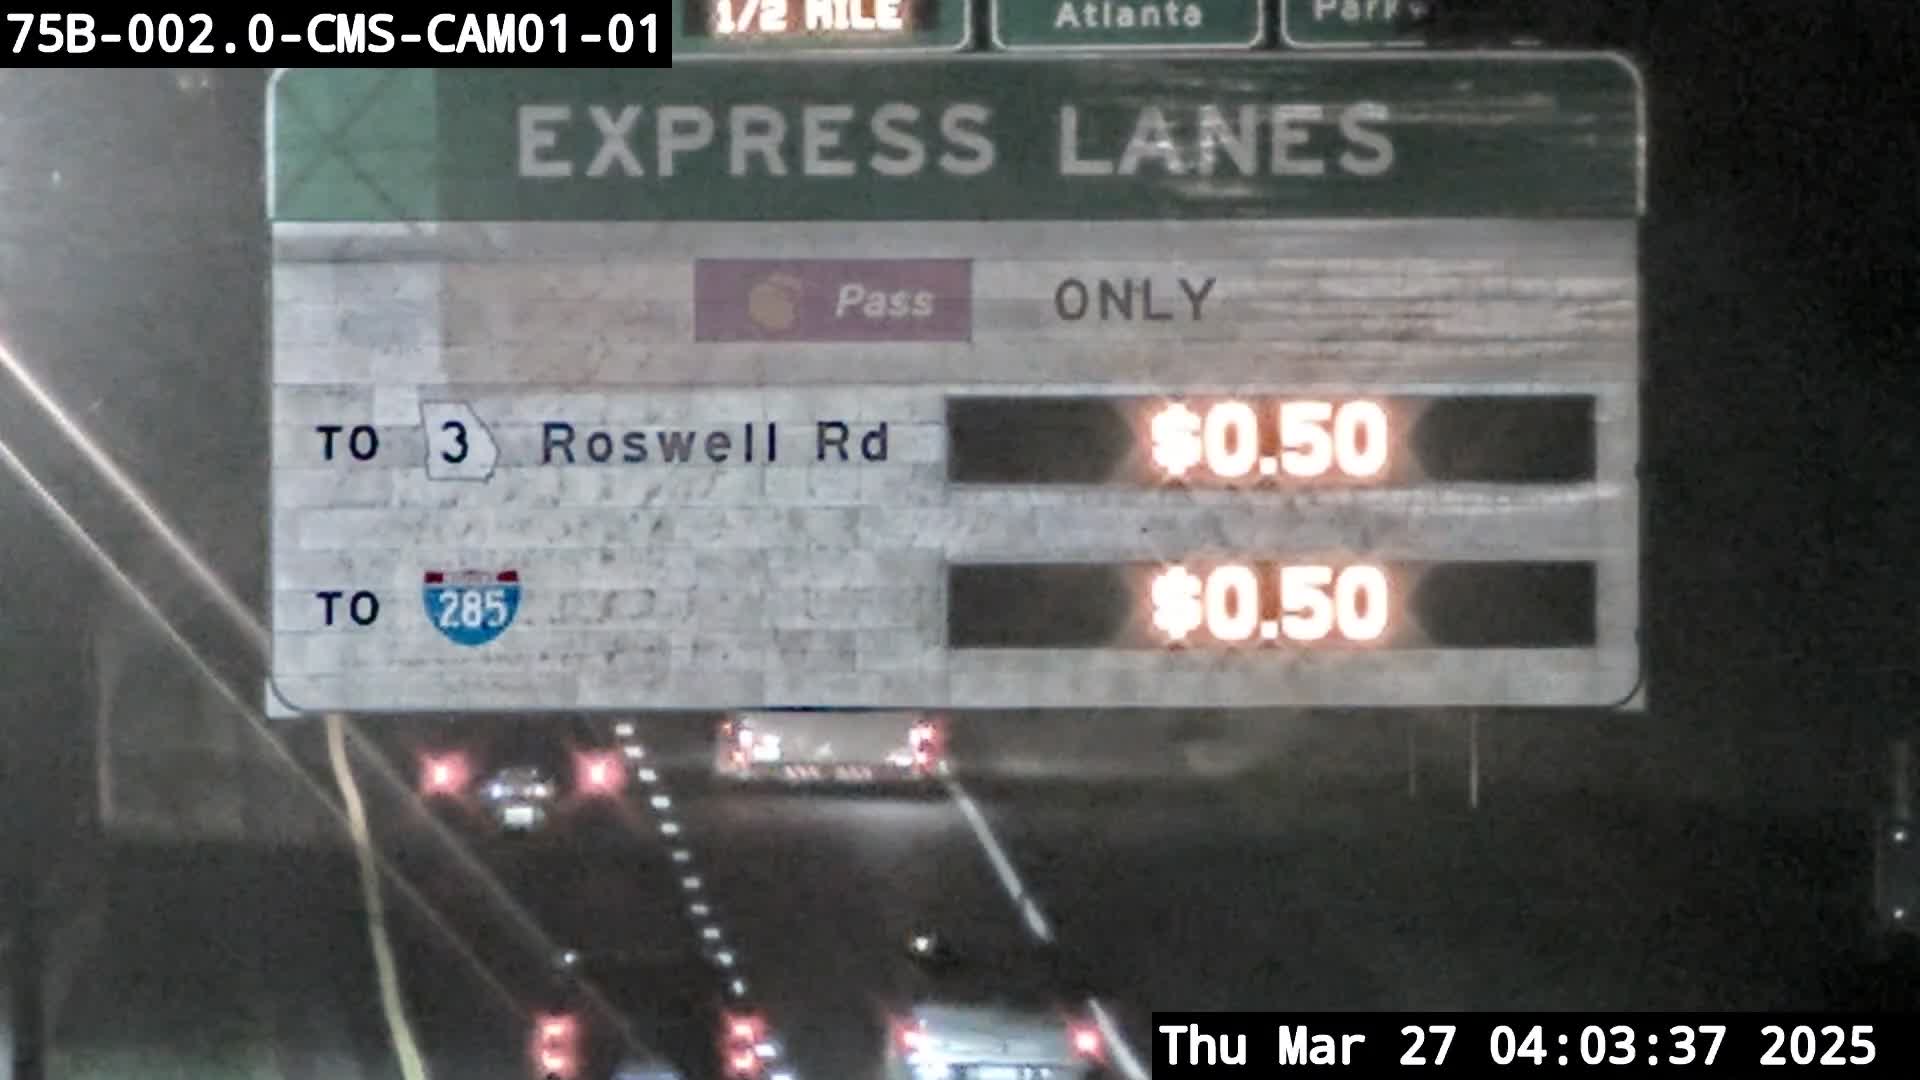 75B-002.0-CMS-CAM01-01
1/2 MILE
Atlanta
EXPRESS LANES
Pass ONLY
TO 3 Roswell Rd $0.50
TO 285 $0.50
Thu Mar 27 04:03:37 2025